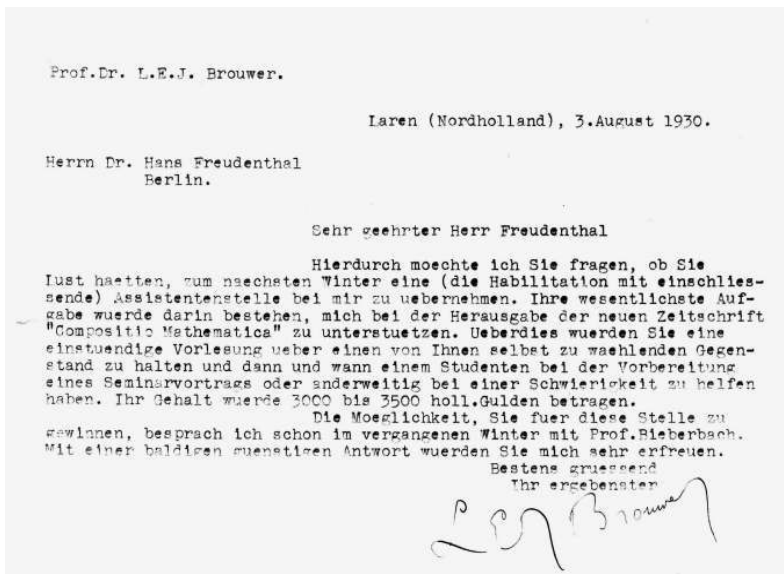 Prof.Dr. L.E.J. Brouwer.
Laren (Nordholland), 3.August 1930.
Herrn Dr. Hans Freudenthal
Berlin.
Sehr geehrter Herr Freudenthal
Hierdurch moechte ich Sie fragen, ob Sie
Lust haetten, zum naechsten Winter eine (die Habilitation mit einschlies-
sende) Assistentenstelle bei mir zu uebernehmen. Ihre wesentlichste Auf-
gabe wuerde darin bestehen, mich bei der Herausgabe der neuen Zeitschrift
"Compositio Mathematica" zu unterstuetzen. Ueberdies wuerden Sie eine
einstuendige Vorlesung ueber einen von Ihnen selbst zu waehlenden Gegen-
stand zu halten und dann und wann einem Studenten bei der Vorbereitung
eines Seminarvortrags oder anderweitig bei einer Schwierigkeit zu helfen
haben. Ihr Gehalt wuerde 3000 bis 3500 holl.Gulden betragen.
Die Moeglichkeit, Sie fuer diese Stelle zu
gewinnen, besprach ich schon im vergangenen Winter mit Prof.Bieberbach.
Mit einer baldigen guenstigen Antwort wuerden Sie mich sehr erfreuen.
Bestens gruessend
Ihr ergebenster
L E J Brouwer